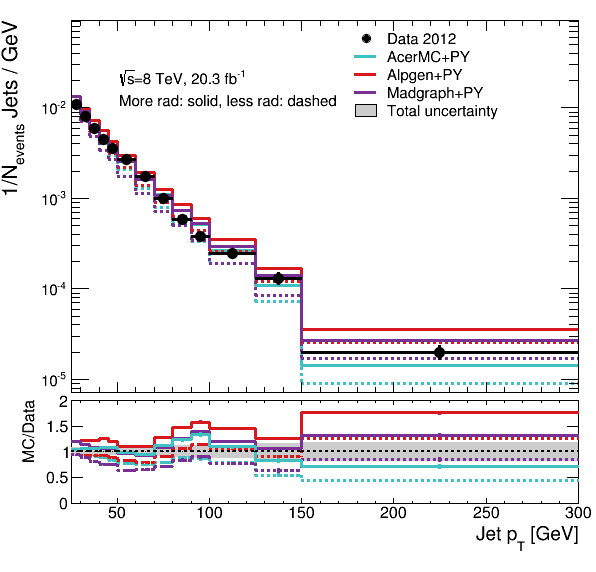 1/N_events Jets / GeV
√s=8 TeV, 20.3 fb⁻¹
More rad: solid, less rad: dashed
Data 2012
AcerMC+PY
Alpgen+PY
Madgraph+PY
Total uncertainty
10⁻²
10⁻³
10⁻⁴
10⁻⁵
MC/Data
2
1.5
1
0.5
0
50 100 150 200 250 300
Jet p_T [GeV]